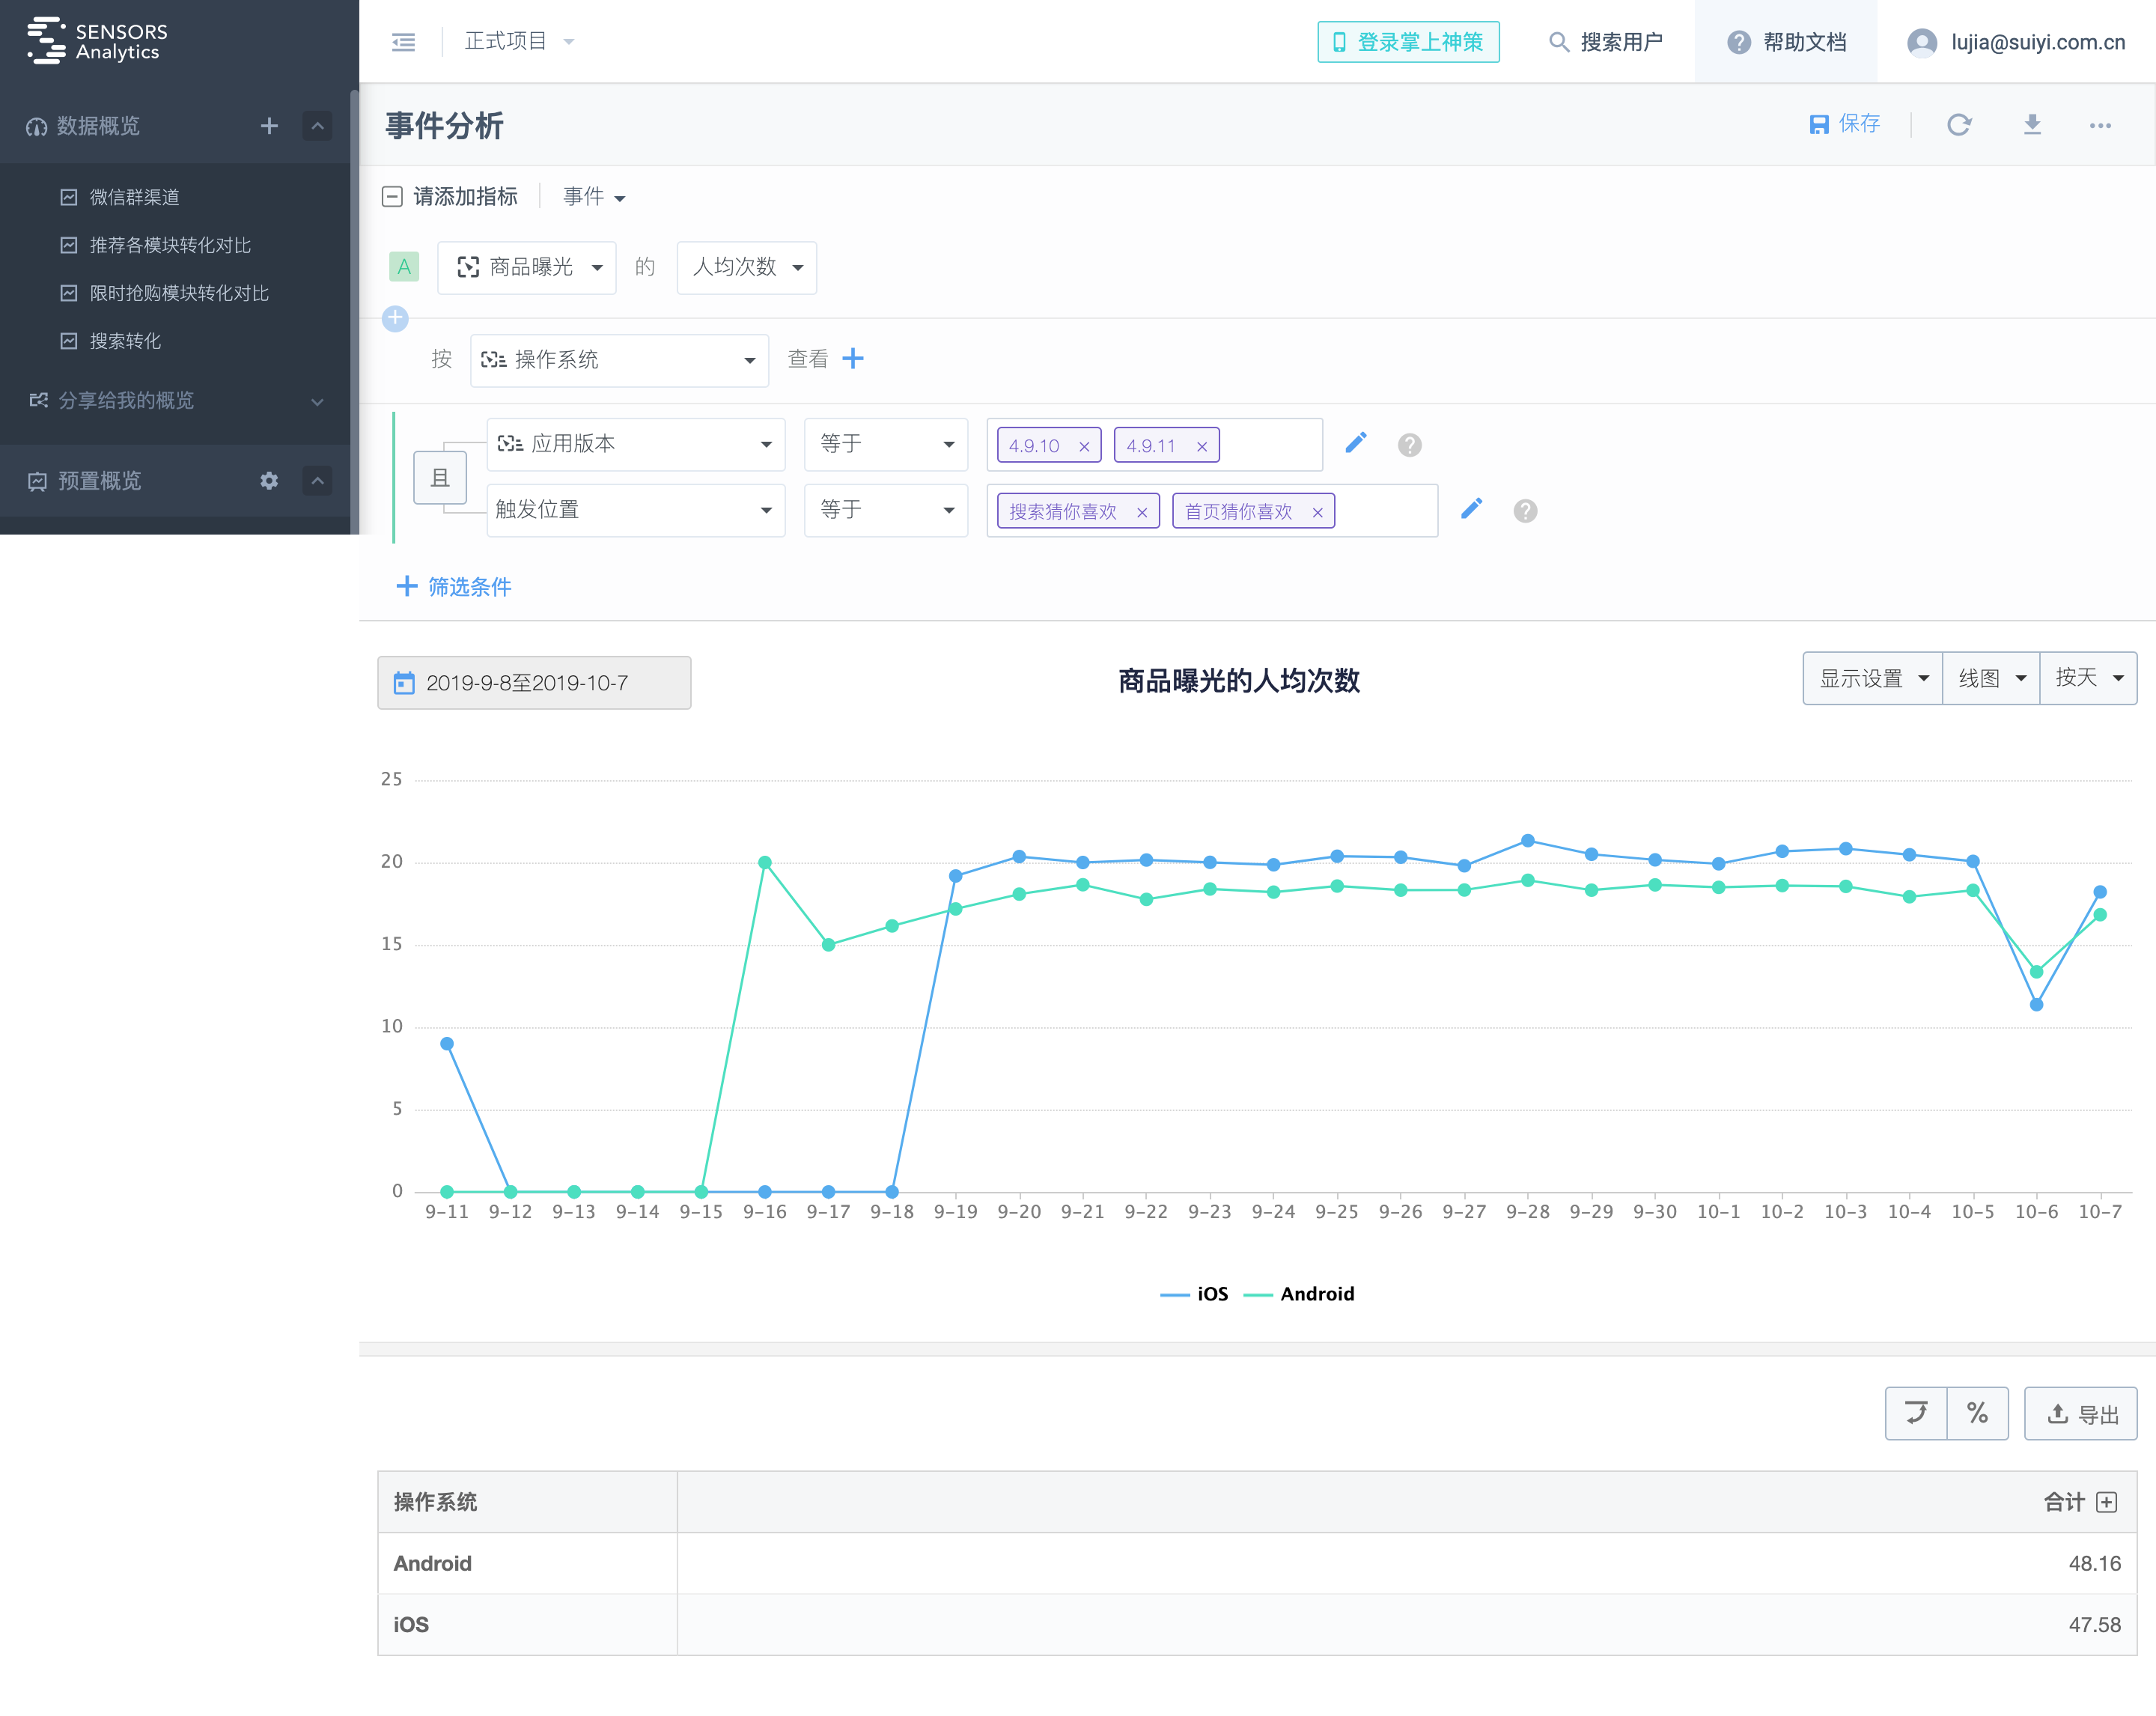 SENSORS
Analytics
正式项目
登录掌上神策
搜索用户
帮助文档
lujia@suiyi.com.cn
数据概览
微信群渠道
推荐各模块转化对比
限时抢购模块转化对比
搜索转化
分享给我的概览
预置概览
事件分析
保存
请添加指标
事件
A
商品曝光
的
人均次数
按
操作系统
查看
且
应用版本
等于
4.9.10 ×
4.9.11 ×
触发位置
等于
搜索猜你喜欢 ×
首页猜你喜欢 ×
筛选条件
2019-9-8至2019-10-7
商品曝光的人均次数
显示设置
线图
按天
25
20
15
10
5
0
9-11 9-12 9-13 9-14 9-15 9-16 9-17 9-18 9-19 9-20 9-21 9-22 9-23 9-24 9-25 9-26 9-27 9-28 9-29 9-30 10-1 10-2 10-3 10-4 10-5 10-6 10-7
iOS Android
%
导出
操作系统 合计
Android 48.16
iOS 47.58